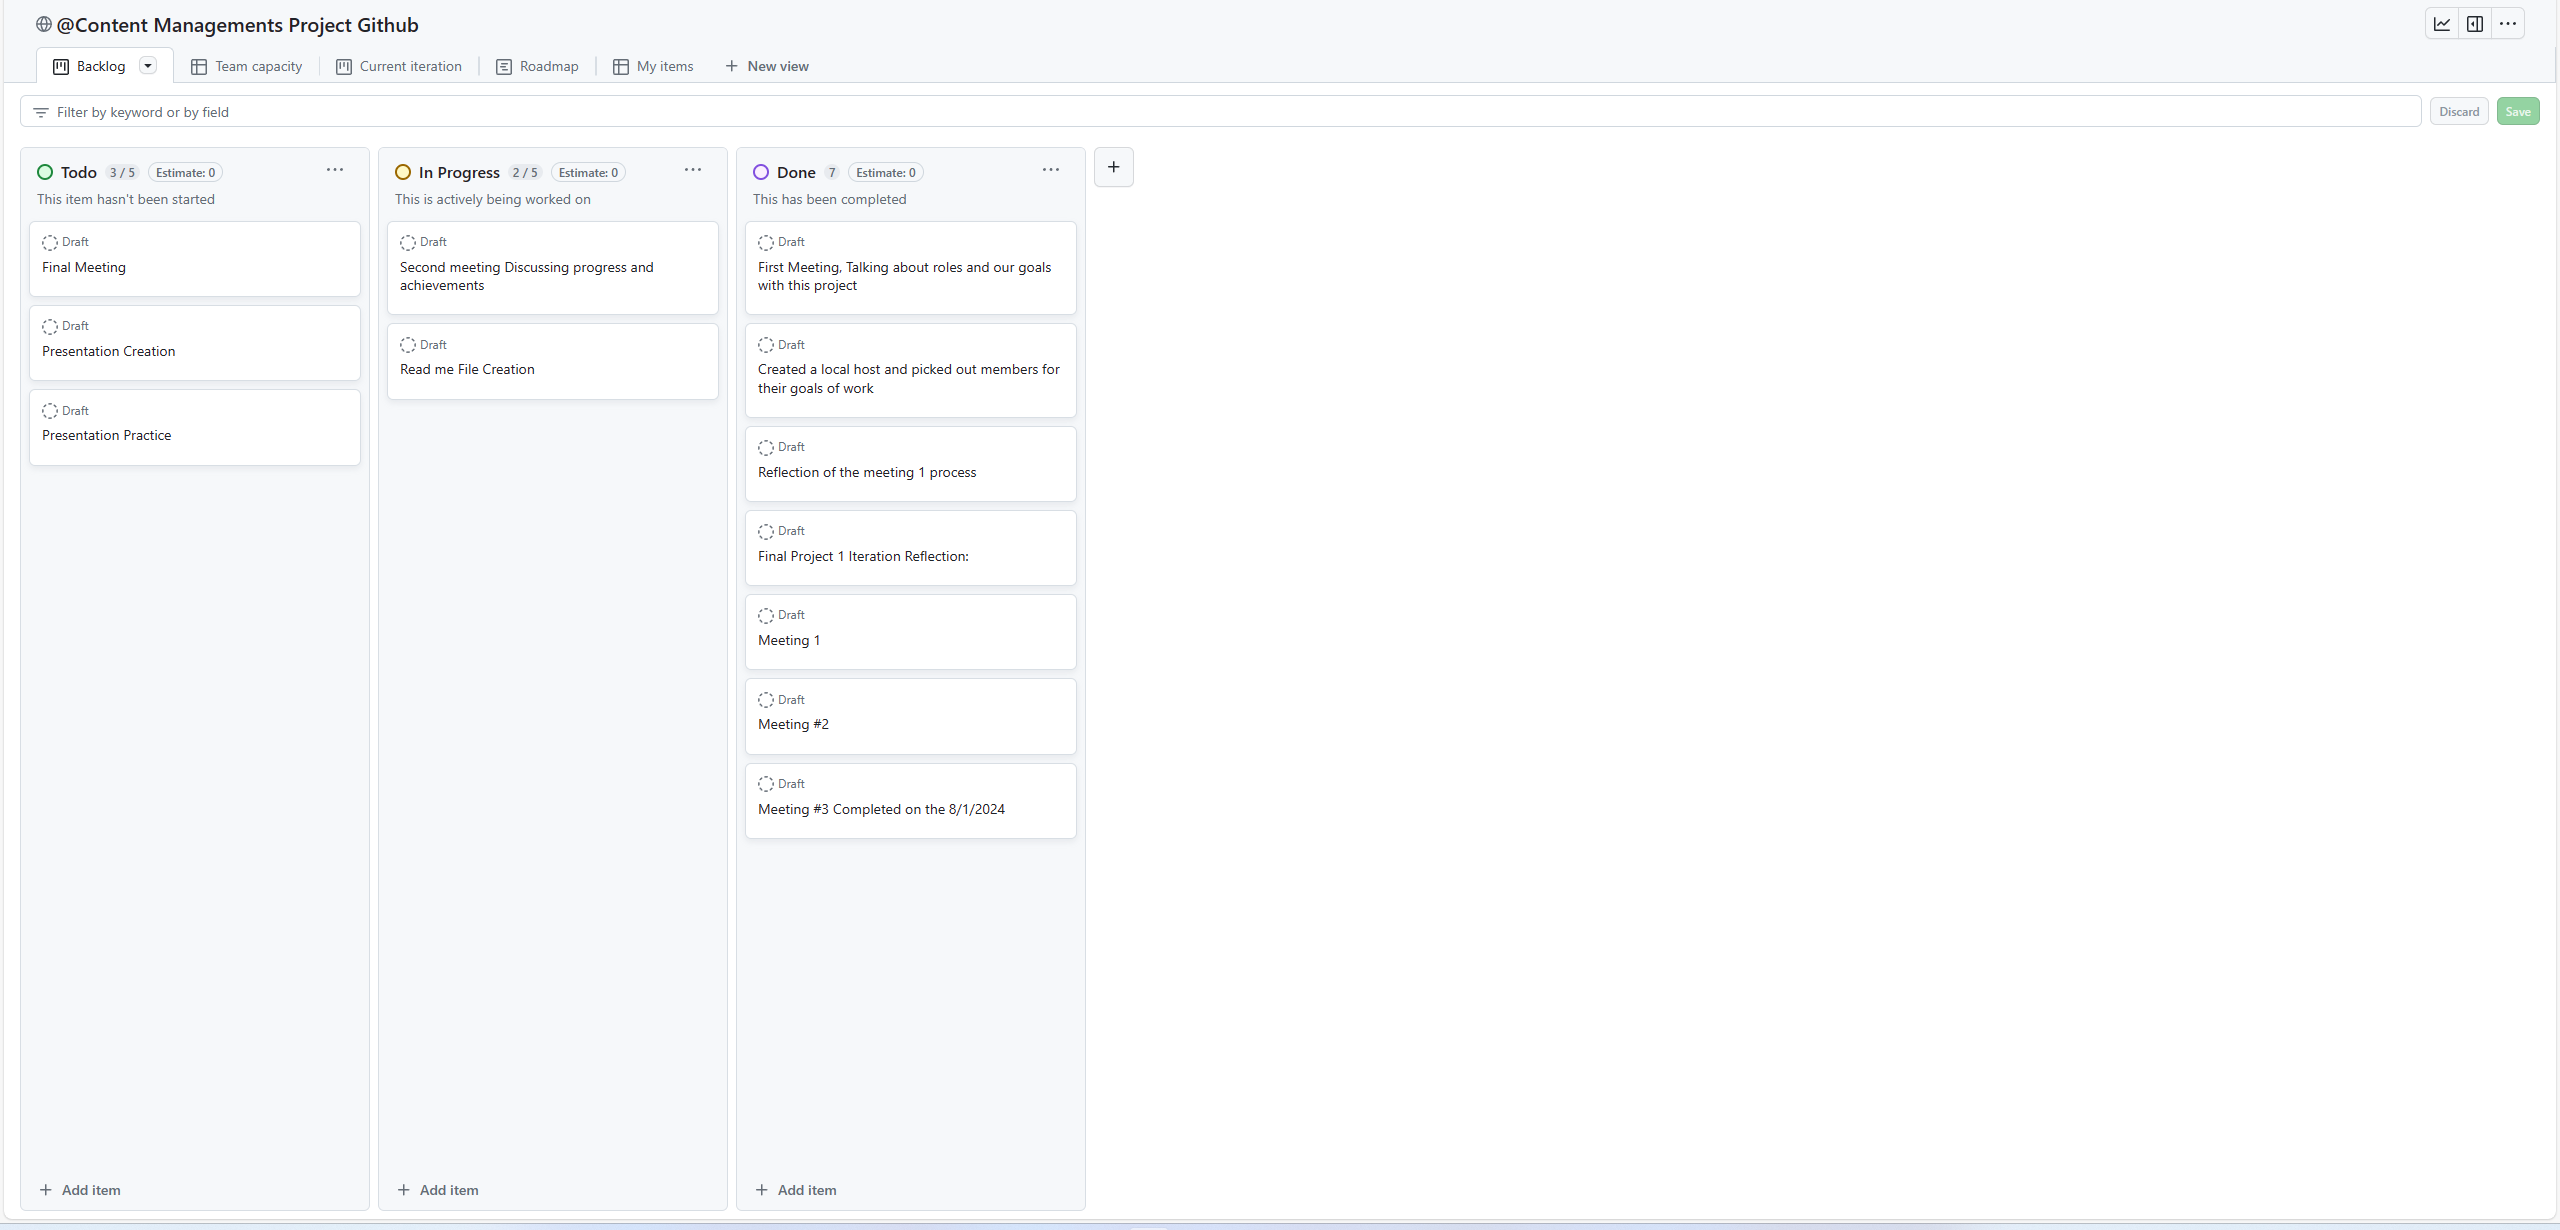 @Content Managements Project Github
Backlog
Team capacity
Current iteration
Roadmap
My items
New view
Filter by keyword or by field
Discard
Save
Todo 3 / 5 Estimate: 0
This item hasn't been started
Draft
Final Meeting
Draft
Presentation Creation
Draft
Presentation Practice
Add item
In Progress 2 / 5 Estimate: 0
This is actively being worked on
Draft
Second meeting Discussing progress and
achievements
Draft
Read me File Creation
Add item
Done 7 Estimate: 0
This has been completed
Draft
First Meeting, Talking about roles and our goals
with this project
Draft
Created a local host and picked out members for
their goals of work
Draft
Reflection of the meeting 1 process
Draft
Final Project 1 Iteration Reflection:
Draft
Meeting 1
Draft
Meeting #2
Draft
Meeting #3 Completed on the 8/1/2024
Add item